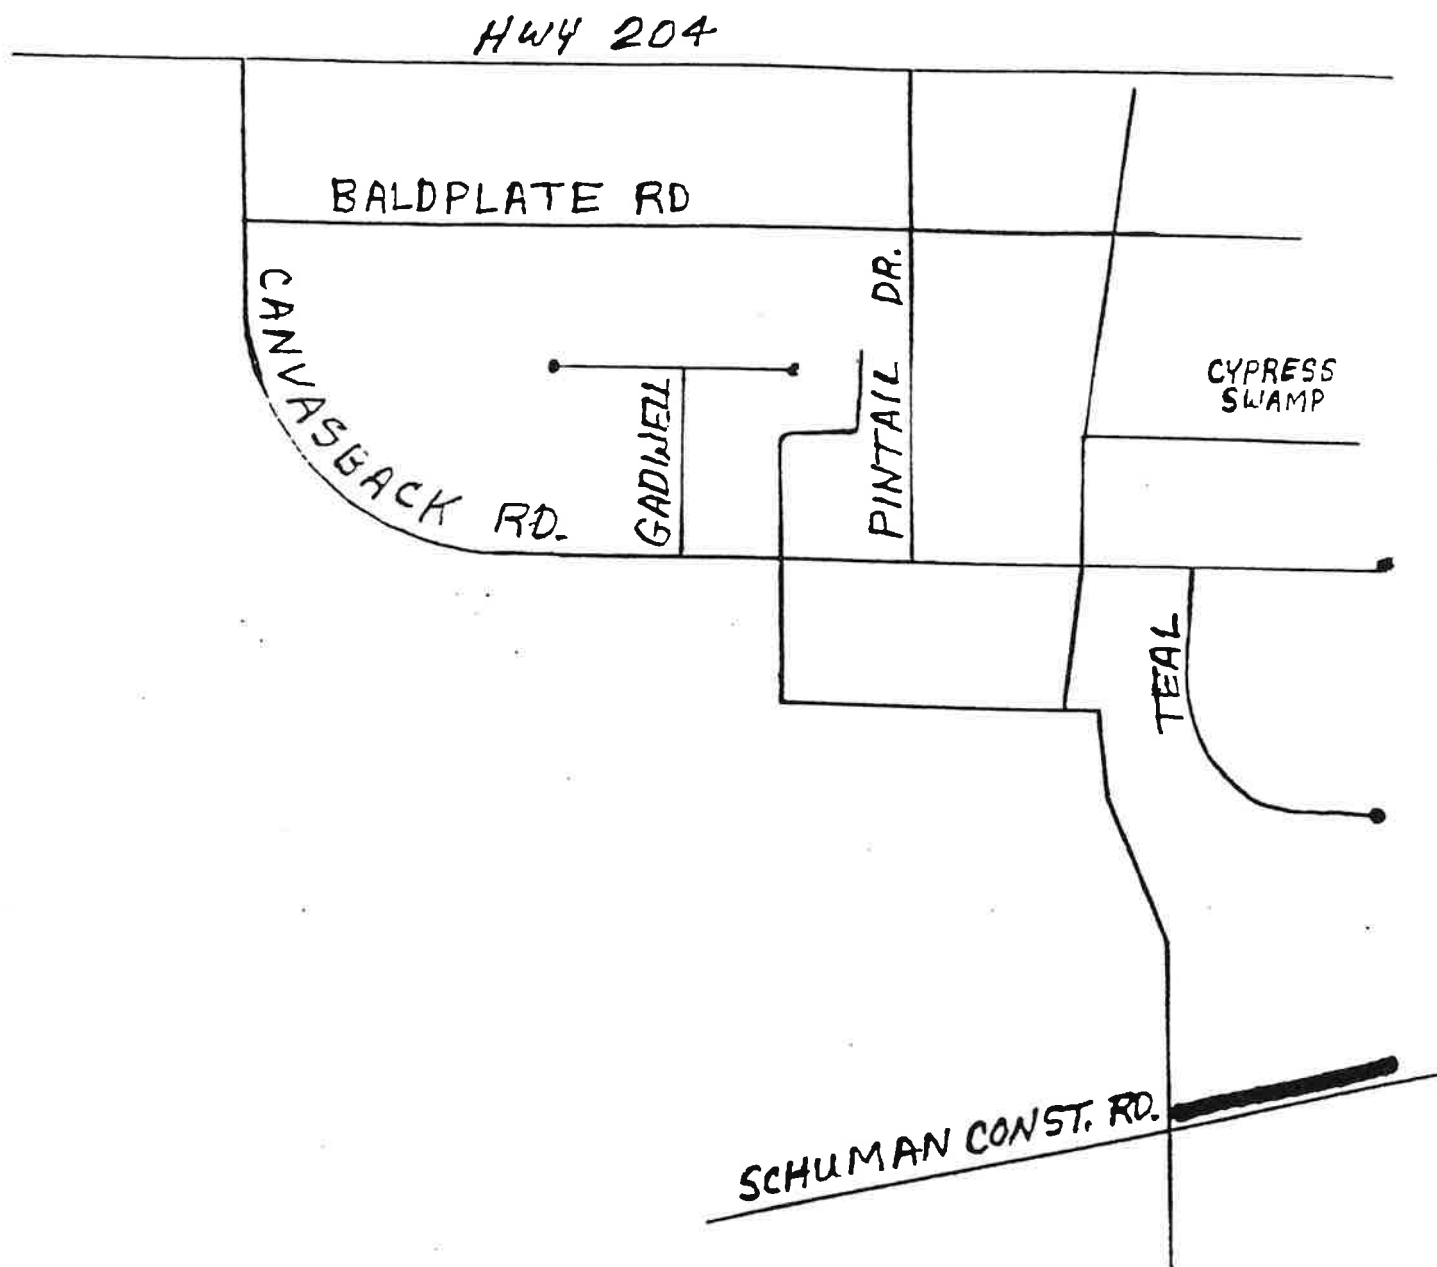 HWY 204
BALDPLATE RD
CANVASBACK RD.
GADWELL
PINTAIL DR.
CYPRESS
SWAMP
TEAL
SCHUMAN CONST. RD.